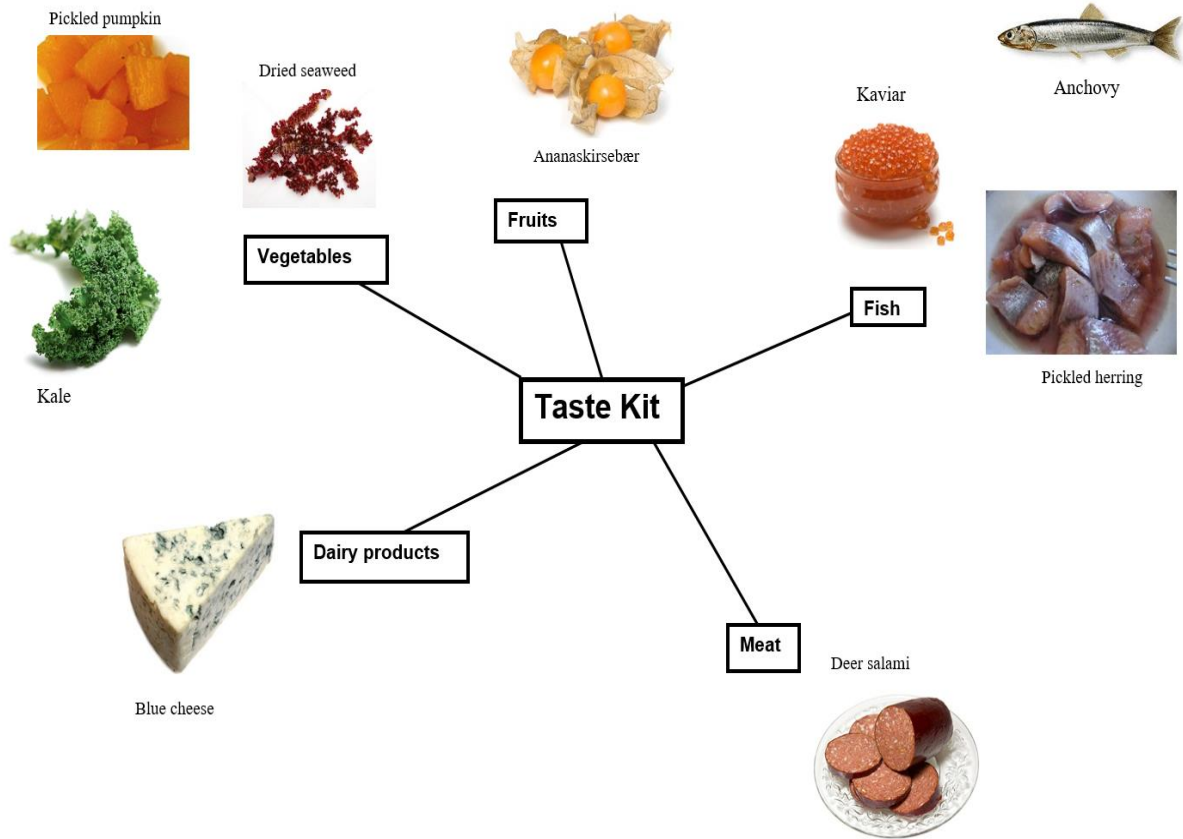 Pickled pumpkin
Dried seaweed
Ananaskirsebær
Kaviar
Anchovy
Fruits
Vegetables
Fish
Pickled herring
Kale
Taste Kit
Dairy products
Meat
Deer salami
Blue cheese